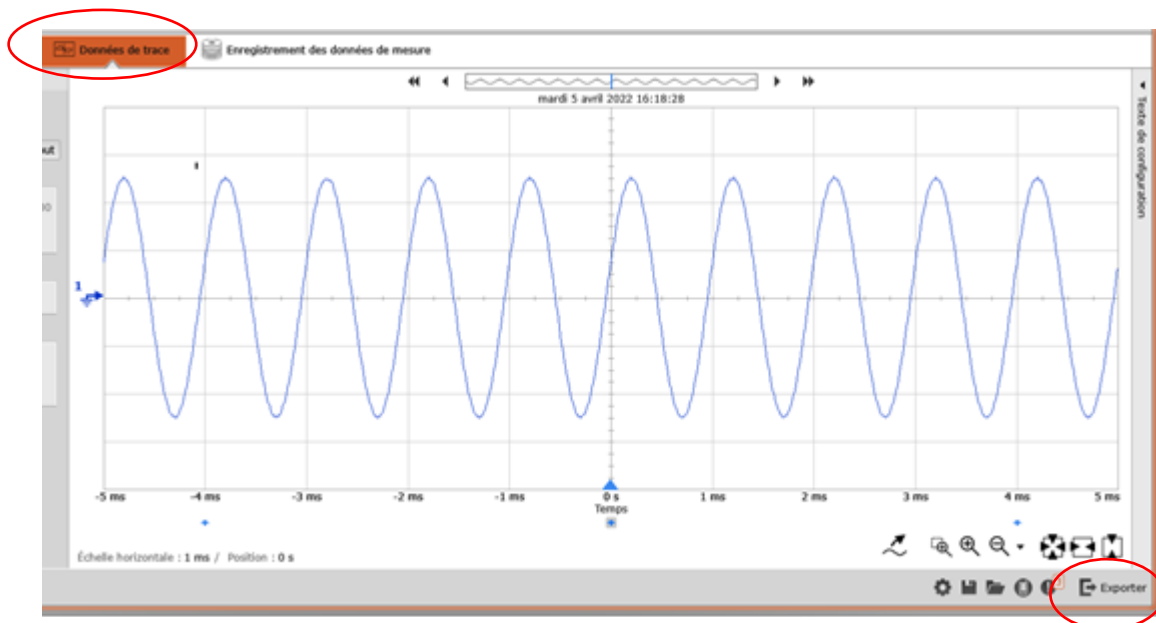 Données de trace
Enregistrement des données de mesure
mardi 5 avril 2022 16:18:28
Texte de configuration
ut
1
-5 ms
-4 ms
-3 ms
-2 ms
-1 ms
0 s
1 ms
2 ms
3 ms
4 ms
5 ms
Temps
Échelle horizontale : 1 ms / Position : 0 s
Exporter